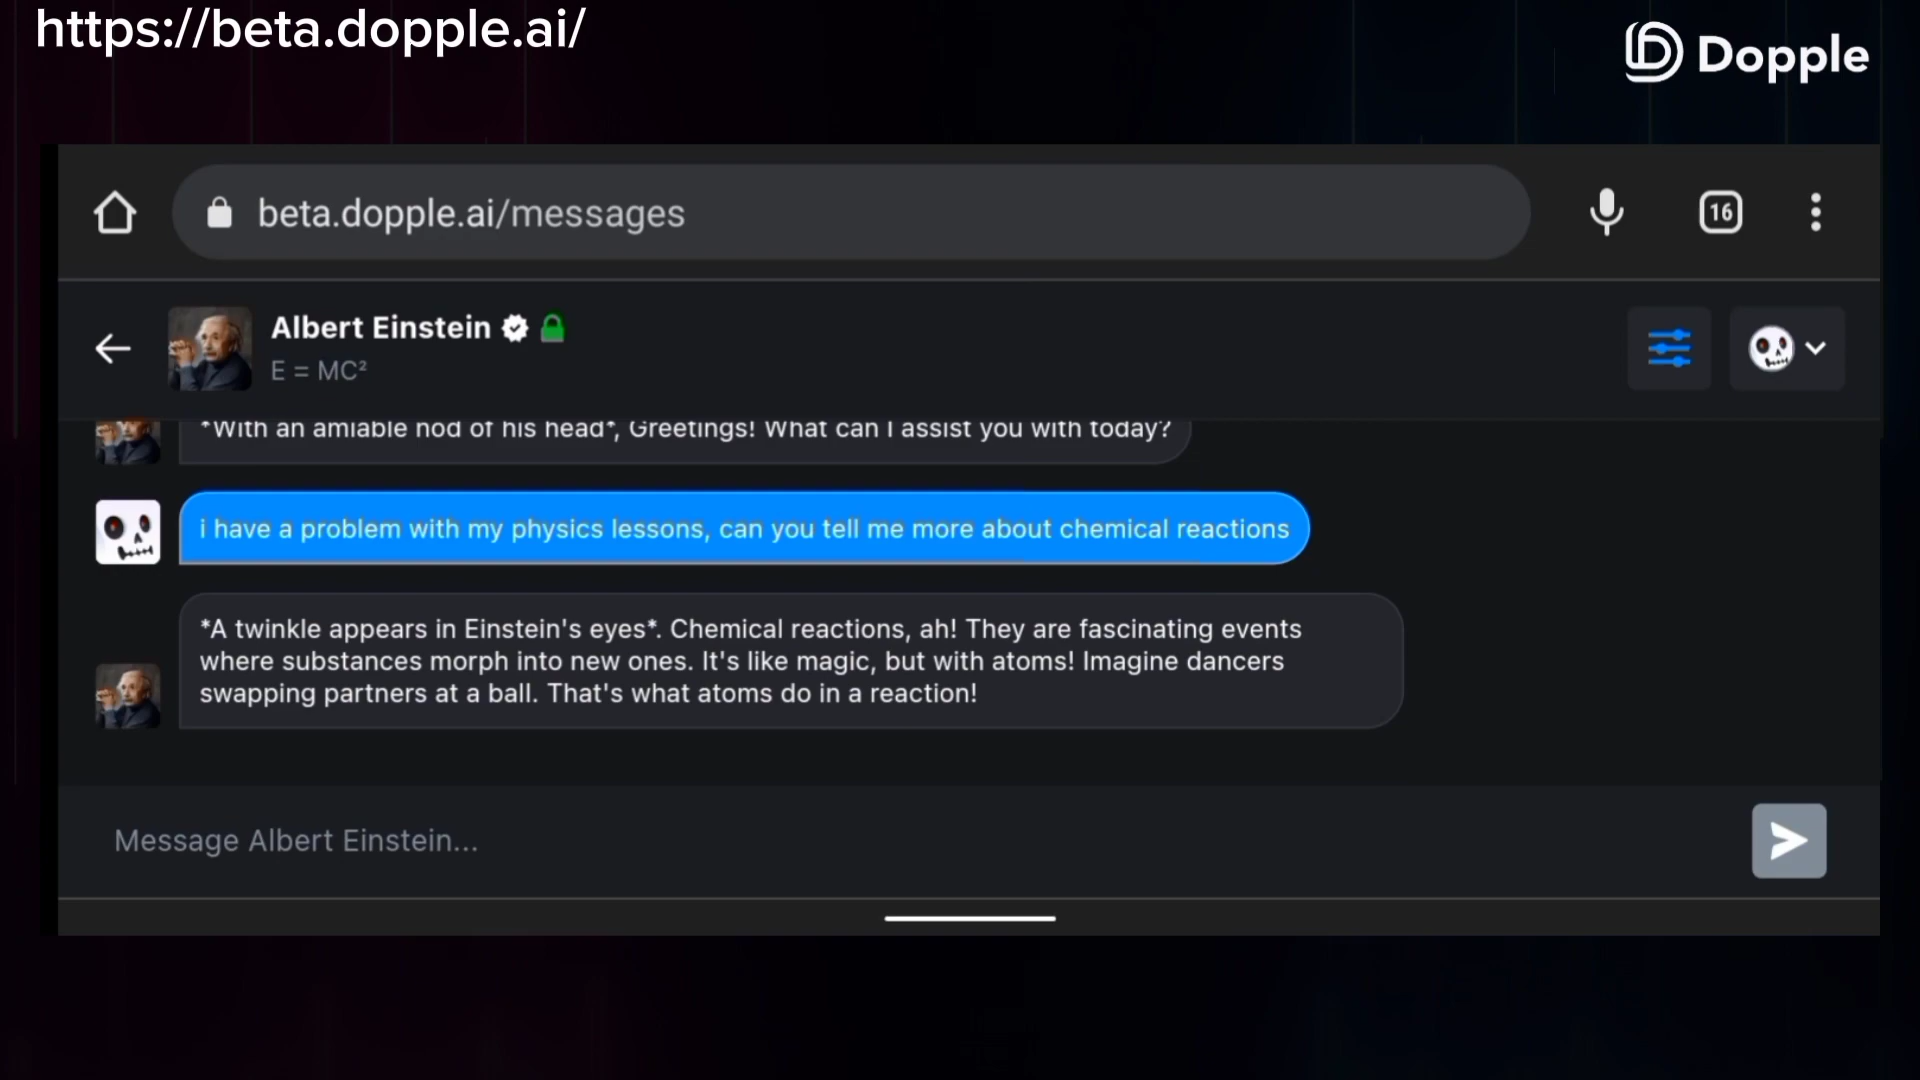 https://beta.dopple.ai/
Dopple
beta.dopple.ai/messages
16
Albert Einstein
E = MC²
*With an amiable nod of his head*, Greetings! What can I assist you with today?
i have a problem with my physics lessons, can you tell me more about chemical reactions
*A twinkle appears in Einstein's eyes*. Chemical reactions, ah! They are fascinating events
where substances morph into new ones. It's like magic, but with atoms! Imagine dancers
swapping partners at a ball. That's what atoms do in a reaction!
Message Albert Einstein...